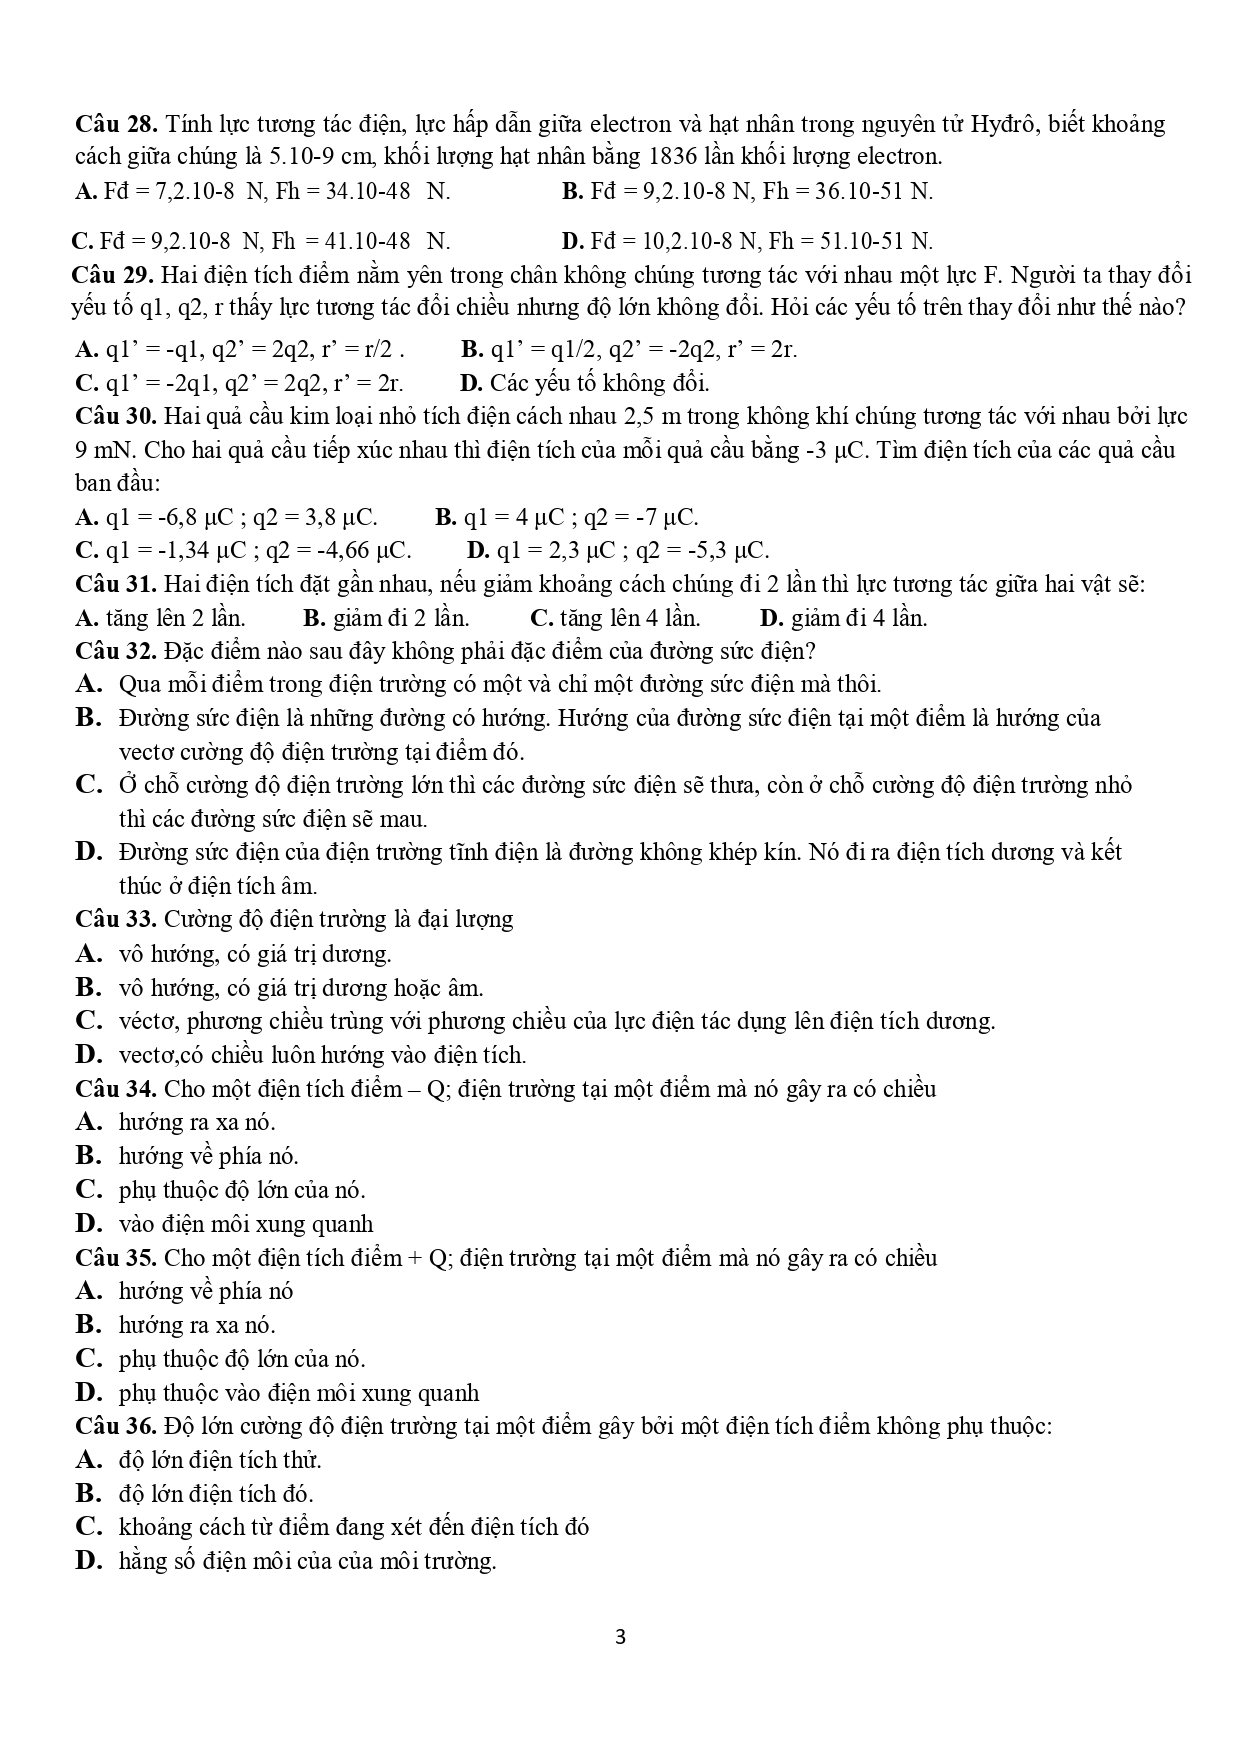 Câu 28. Tính lực tương tác điện, lực hấp dẫn giữa electron và hạt nhân trong nguyên tử Hyđrô, biết khoảng
cách giữa chúng là 5.10-9 cm, khối lượng hạt nhân bằng 1836 lần khối lượng electron.
A. Fđ = 7,2.10-8 N, Fh = 34.10-48 N. B. Fđ = 9,2.10-8 N, Fh = 36.10-51 N.
C. Fđ = 9,2.10-8 N, Fh = 41.10-48 N. D. Fđ = 10,2.10-8 N, Fh = 51.10-51 N.
Câu 29. Hai điện tích điểm nằm yên trong chân không chúng tương tác với nhau một lực F. Người ta thay đổi
yếu tố q1, q2, r thấy lực tương tác đổi chiều nhưng độ lớn không đổi. Hỏi các yếu tố trên thay đổi như thế nào?
A. q1’ = -q1, q2’ = 2q2, r’ = r/2 . B. q1’ = q1/2, q2’ = -2q2, r’ = 2r.
C. q1’ = -2q1, q2’ = 2q2, r’ = 2r. D. Các yếu tố không đổi.
Câu 30. Hai quả cầu kim loại nhỏ tích điện cách nhau 2,5 m trong không khí chúng tương tác với nhau bởi lực
9 mN. Cho hai quả cầu tiếp xúc nhau thì điện tích của mỗi quả cầu bằng -3 μC. Tìm điện tích của các quả cầu
ban đầu:
A. q1 = -6,8 μC ; q2 = 3,8 μC. B. q1 = 4 μC ; q2 = -7 μC.
C. q1 = -1,34 μC ; q2 = -4,66 μC. D. q1 = 2,3 μC ; q2 = -5,3 μC.
Câu 31. Hai điện tích đặt gần nhau, nếu giảm khoảng cách chúng đi 2 lần thì lực tương tác giữa hai vật sẽ:
A. tăng lên 2 lần. B. giảm đi 2 lần. C. tăng lên 4 lần. D. giảm đi 4 lần.
Câu 32. Đặc điểm nào sau đây không phải đặc điểm của đường sức điện?
A. Qua mỗi điểm trong điện trường có một và chỉ một đường sức điện mà thôi.
B. Đường sức điện là những đường có hướng. Hướng của đường sức điện tại một điểm là hướng của
vectơ cường độ điện trường tại điểm đó.
C. Ở chỗ cường độ điện trường lớn thì các đường sức điện sẽ thưa, còn ở chỗ cường độ điện trường nhỏ
thì các đường sức điện sẽ mau.
D. Đường sức điện của điện trường tĩnh điện là đường không khép kín. Nó đi ra điện tích dương và kết
thúc ở điện tích âm.
Câu 33. Cường độ điện trường là đại lượng
A. vô hướng, có giá trị dương.
B. vô hướng, có giá trị dương hoặc âm.
C. véctơ, phương chiều trùng với phương chiều của lực điện tác dụng lên điện tích dương.
D. vectơ,có chiều luôn hướng vào điện tích.
Câu 34. Cho một điện tích điểm – Q; điện trường tại một điểm mà nó gây ra có chiều
A. hướng ra xa nó.
B. hướng về phía nó.
C. phụ thuộc độ lớn của nó.
D. vào điện môi xung quanh
Câu 35. Cho một điện tích điểm + Q; điện trường tại một điểm mà nó gây ra có chiều
A. hướng về phía nó
B. hướng ra xa nó.
C. phụ thuộc độ lớn của nó.
D. phụ thuộc vào điện môi xung quanh
Câu 36. Độ lớn cường độ điện trường tại một điểm gây bởi một điện tích điểm không phụ thuộc:
A. độ lớn điện tích thử.
B. độ lớn điện tích đó.
C. khoảng cách từ điểm đang xét đến điện tích đó
D. hằng số điện môi của của môi trường.
3